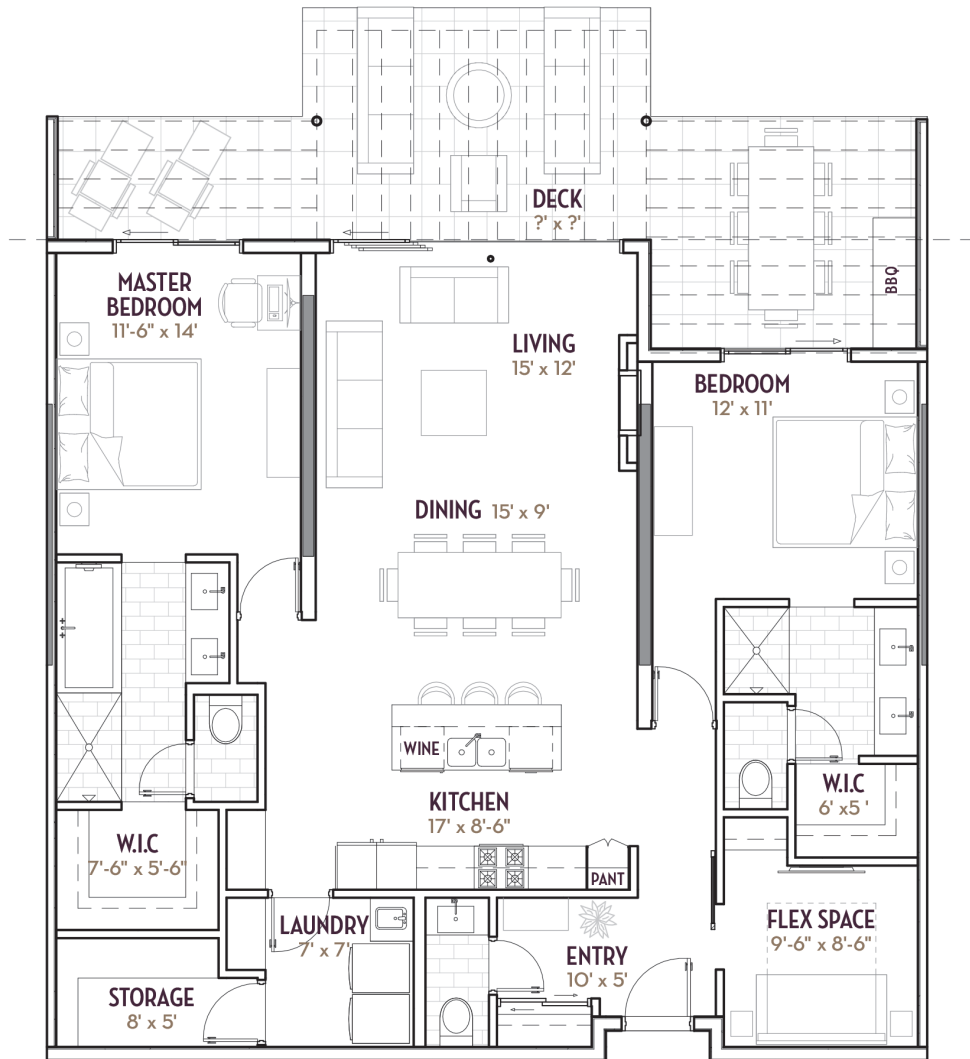 DECK
?' x ?'
MASTER
BEDROOM
11'-6" x 14'
BBQ
LIVING
15' x 12'
BEDROOM
12' x 11'
DINING 15' x 9'
WINE
KITCHEN
17' x 8'-6"
W.I.C
6' x5 '
W.I.C
7'-6" x 5'-6"
PANT
LAUNDRY
7' x 7'
FLEX SPACE
9'-6" x 8'-6"
ENTRY
10' x 5'
STORAGE
8' x 5'